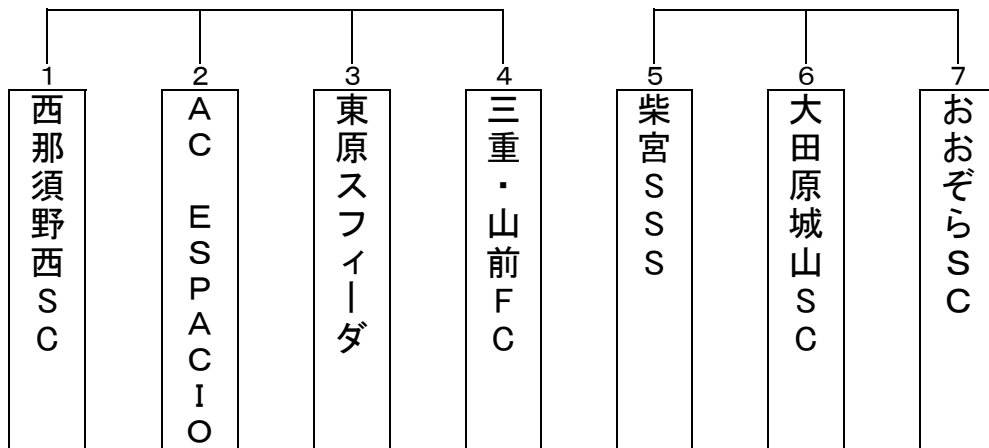 1
西那須野西SC
2
AC ESPACIO
3
東原スフィーダ
4
三重・山前FC
5
柴宮SSS
6
大田原城山SC
7
おおぞらSC